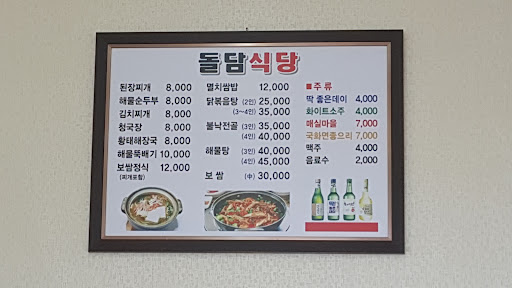 돌담식당
된장찌개 8,000
해물순두부 8,000
김치찌개 8,000
청국장 8,000
황태해장국 8,000
해물뚝배기 10,000
보쌈정식 12,000
(찌개포함)
멸치쌈밥 12,000
닭볶음탕 (2인) 25,000
(3~4인) 35,000
불낙전골 (3인) 35,000
(4인) 40,000
해물탕 (3인) 40,000
(4인) 45,000
보쌈 (中) 30,000
■주류
딱 좋은데이 4,000
화이트소주 4,000
매실마을 7,000
국화면좋으리 7,000
맥주 4,000
음료수 2,000